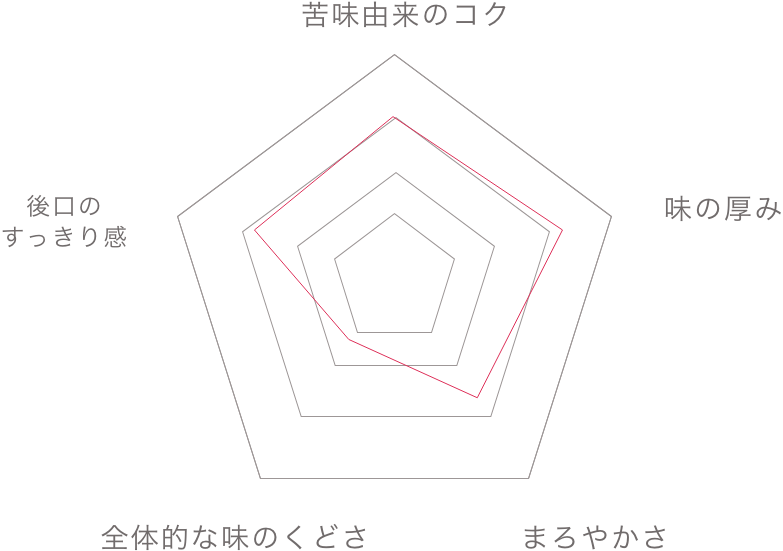 苦味由来のコク
後口の
すっきり感
味の厚み
全体的な味のくどさ
まろやかさ